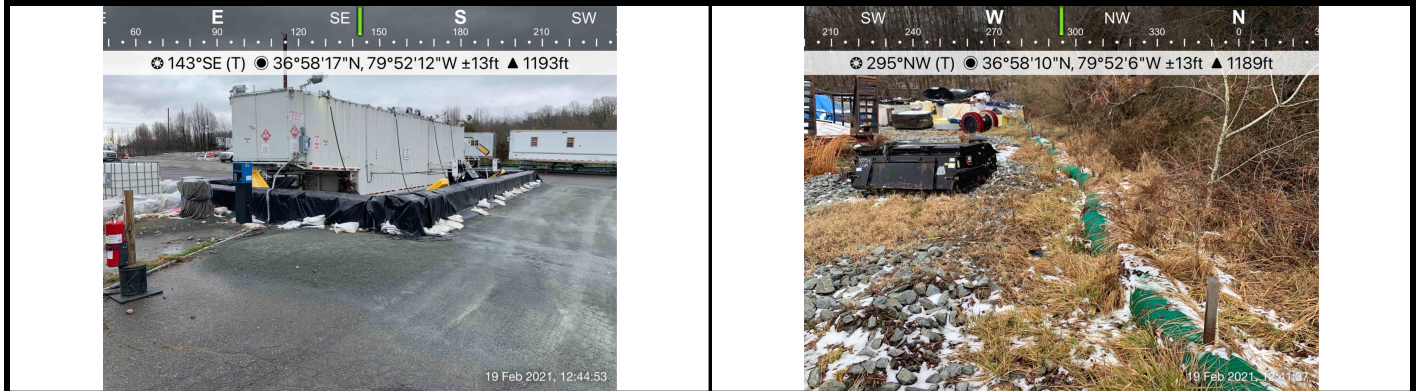 E SE S SW
60 90 120 150 180 210
143°SE (T) 36°58'17"N, 79°52'12"W ±13ft ▲ 1193ft
19 Feb 2021, 12:44:53
SW W NW N
210 240 270 300 330 0 3
295°NW (T) 36°58'10"N, 79°52'6"W ±13ft ▲ 1189ft
19 Feb 2021, 12:41:37